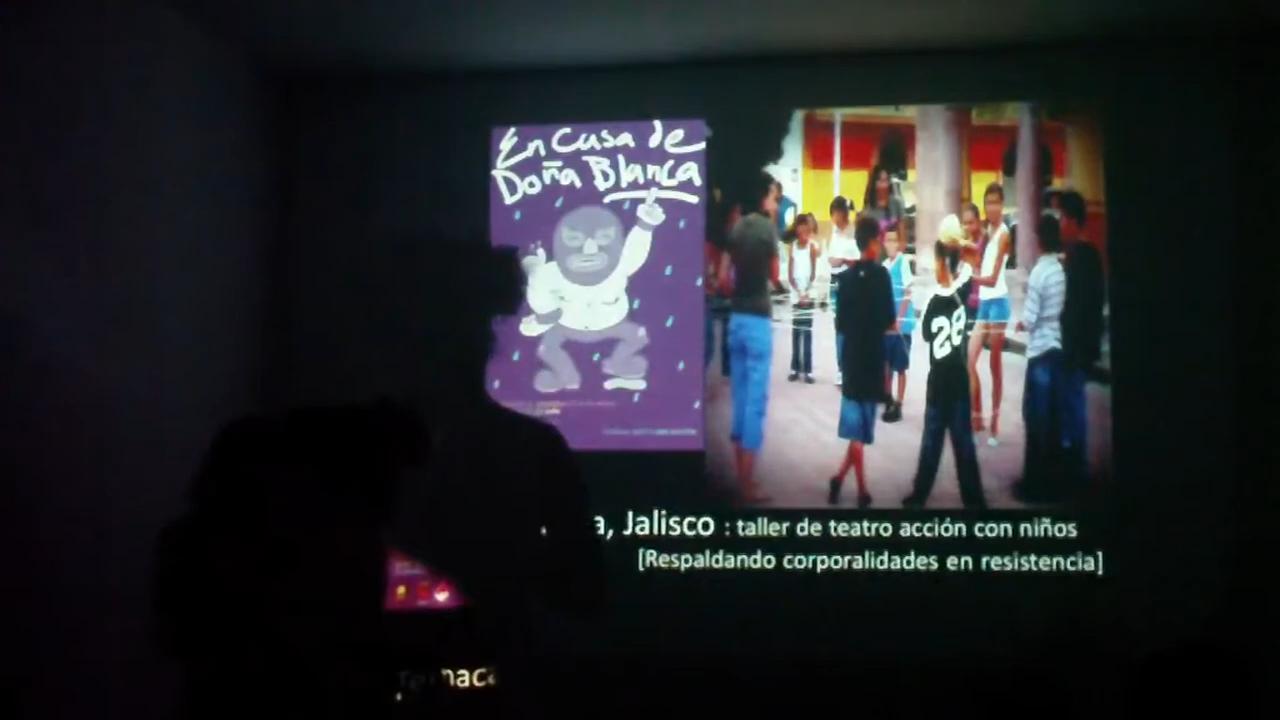 En Casa de
Doña Blanca
28
a, Jalisco : taller de teatro acción con niños
[Respaldando corporalidades en resistencia]